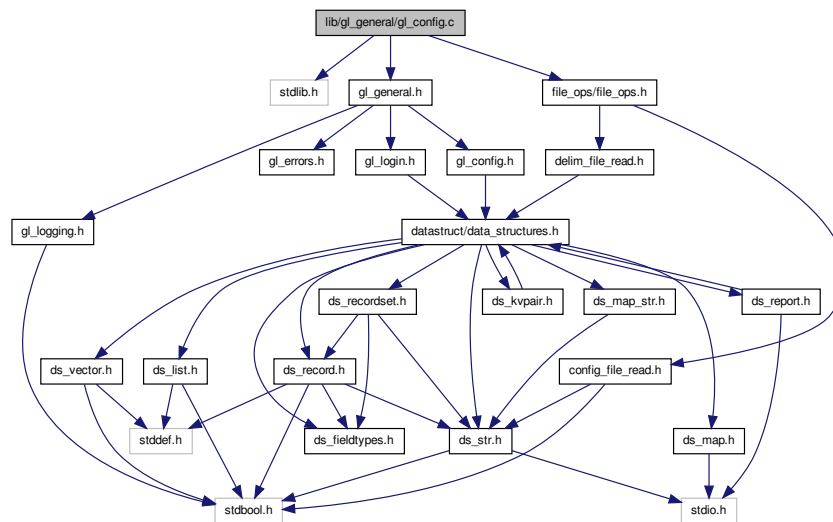 lib/gl_general/gl_config.c
stdlib.h
gl_general.h
file_ops/file_ops.h
gl_errors.h
gl_login.h
gl_config.h
delim_file_read.h
gl_logging.h
datastruct/data_structures.h
ds_recordset.h
ds_kvpair.h
ds_map_str.h
ds_report.h
ds_vector.h
ds_list.h
ds_record.h
config_file_read.h
stddef.h
ds_fieldtypes.h
ds_str.h
ds_map.h
stdbool.h
stdio.h